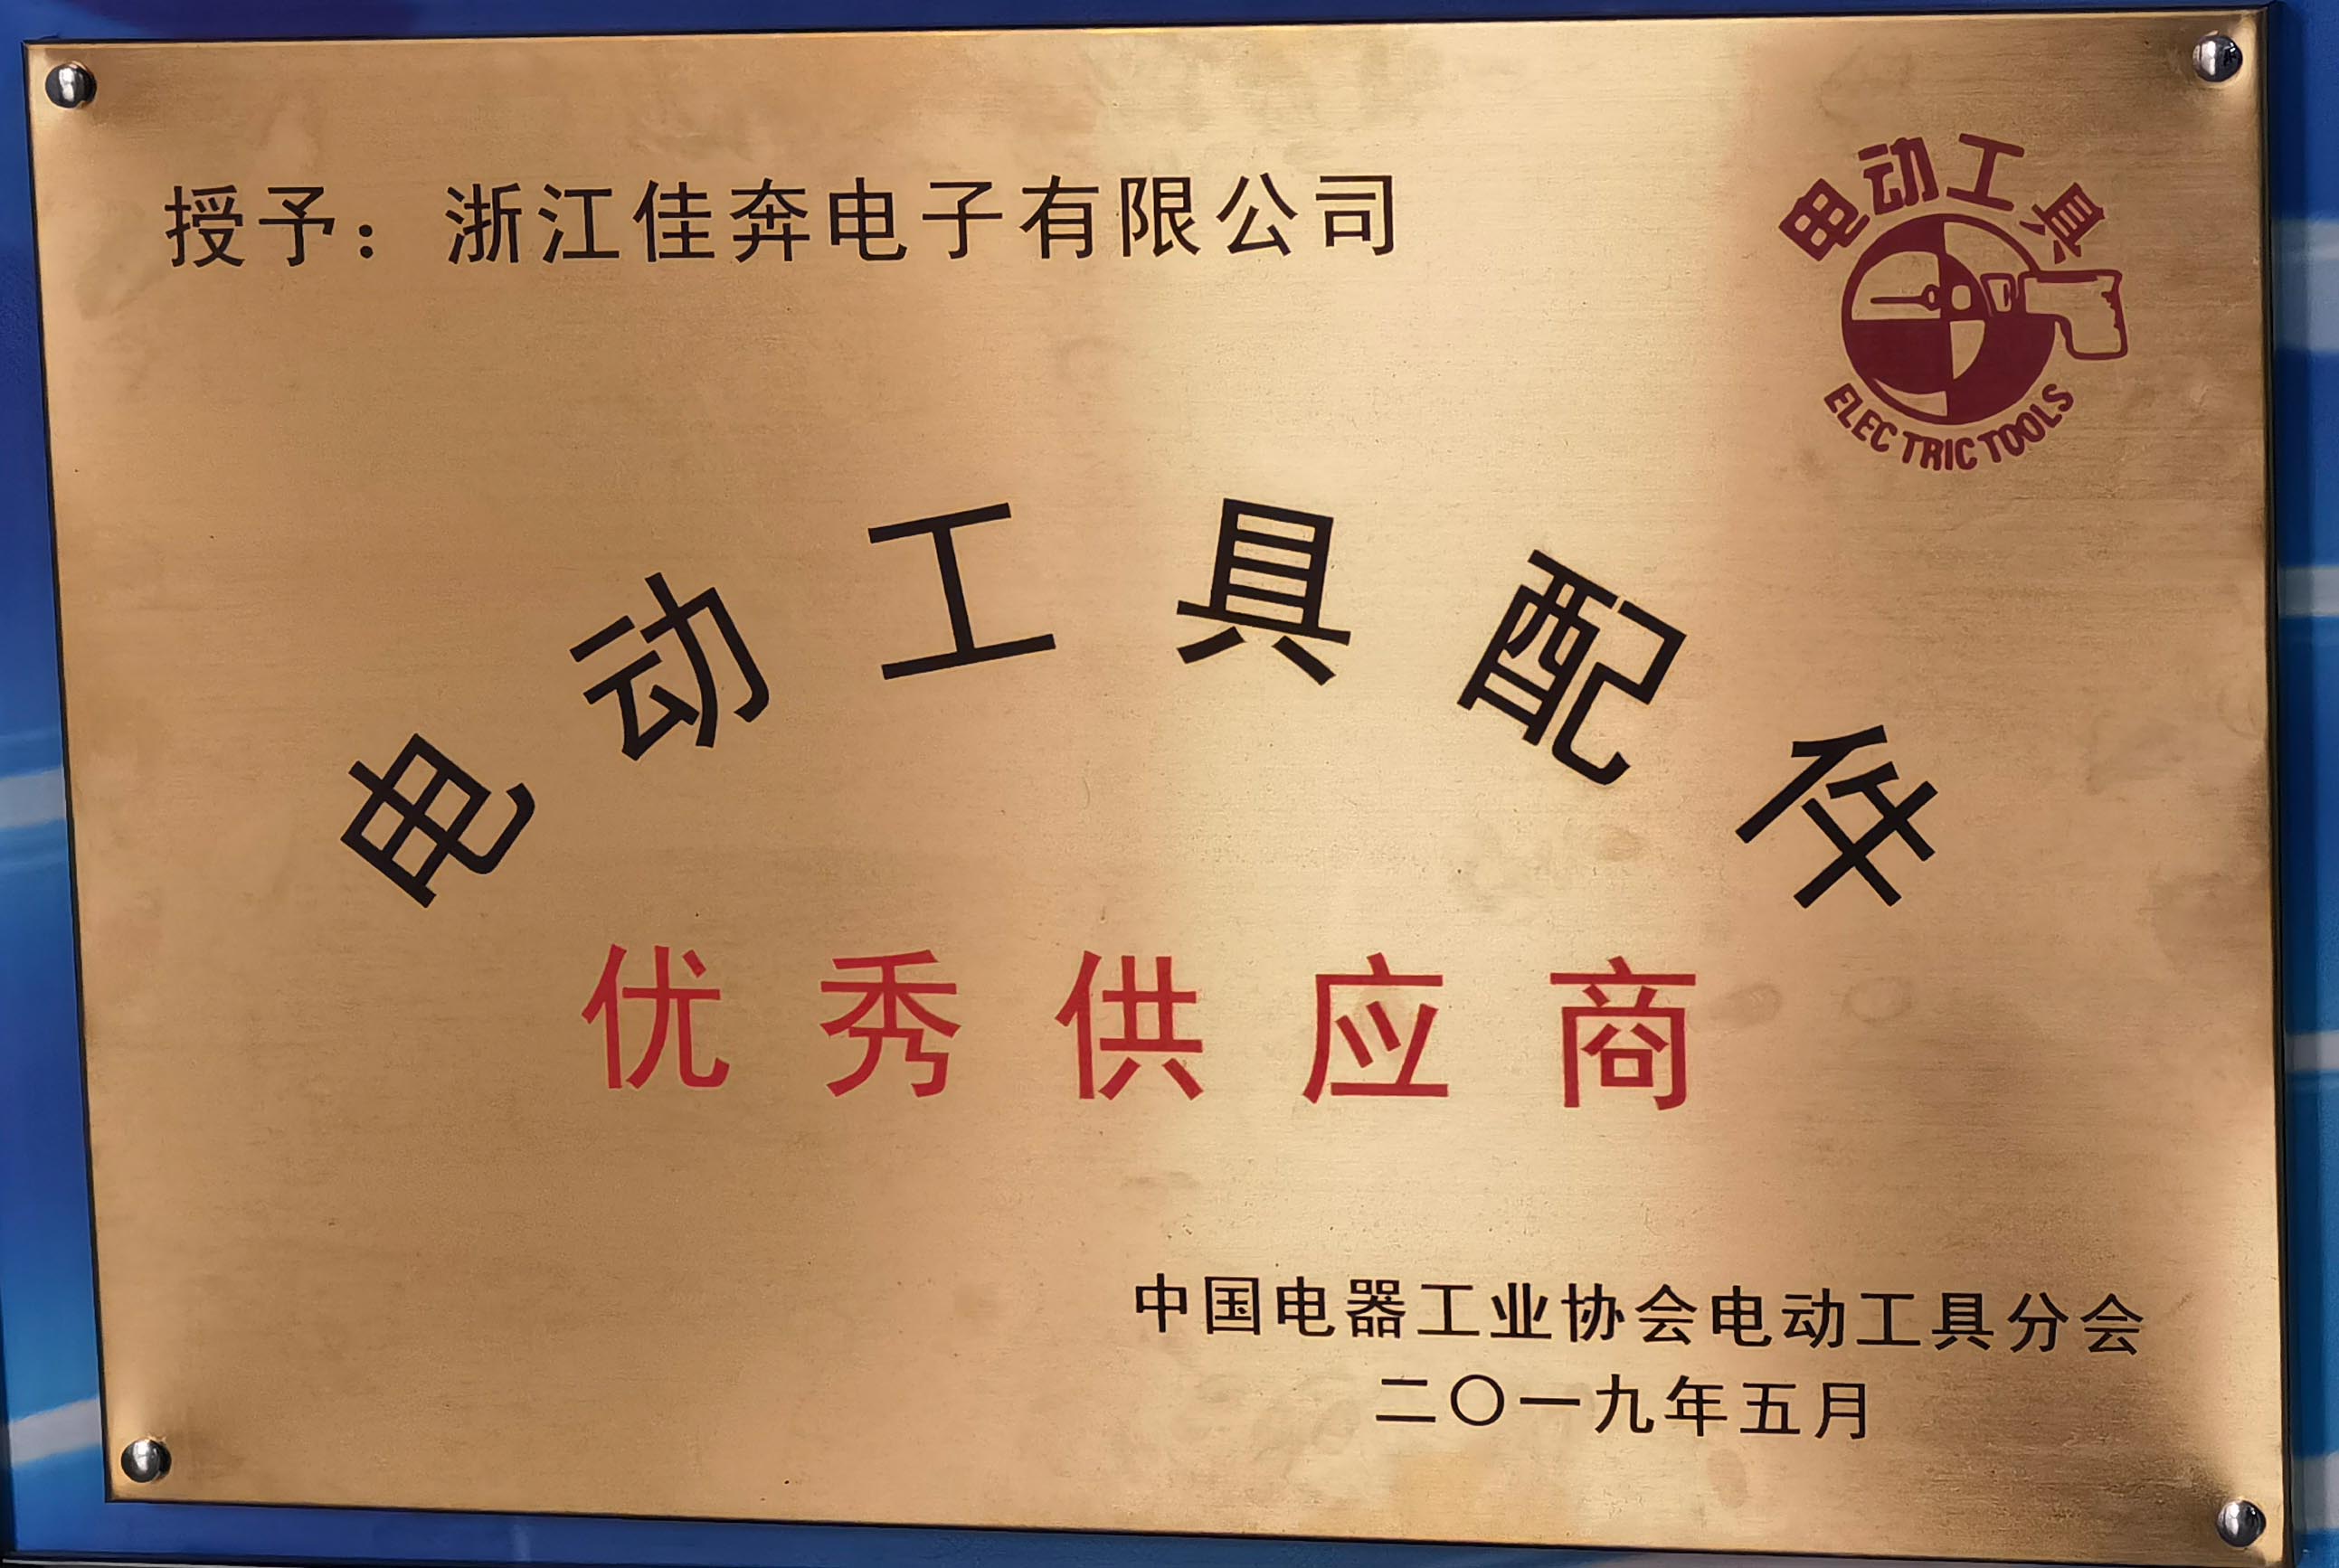 授予：浙江佳奔电子有限公司
电动工具
ELECTRIC TOOLS
电动工具配件
优秀供应商
中国电器工业协会电动工具分会
二〇一九年五月